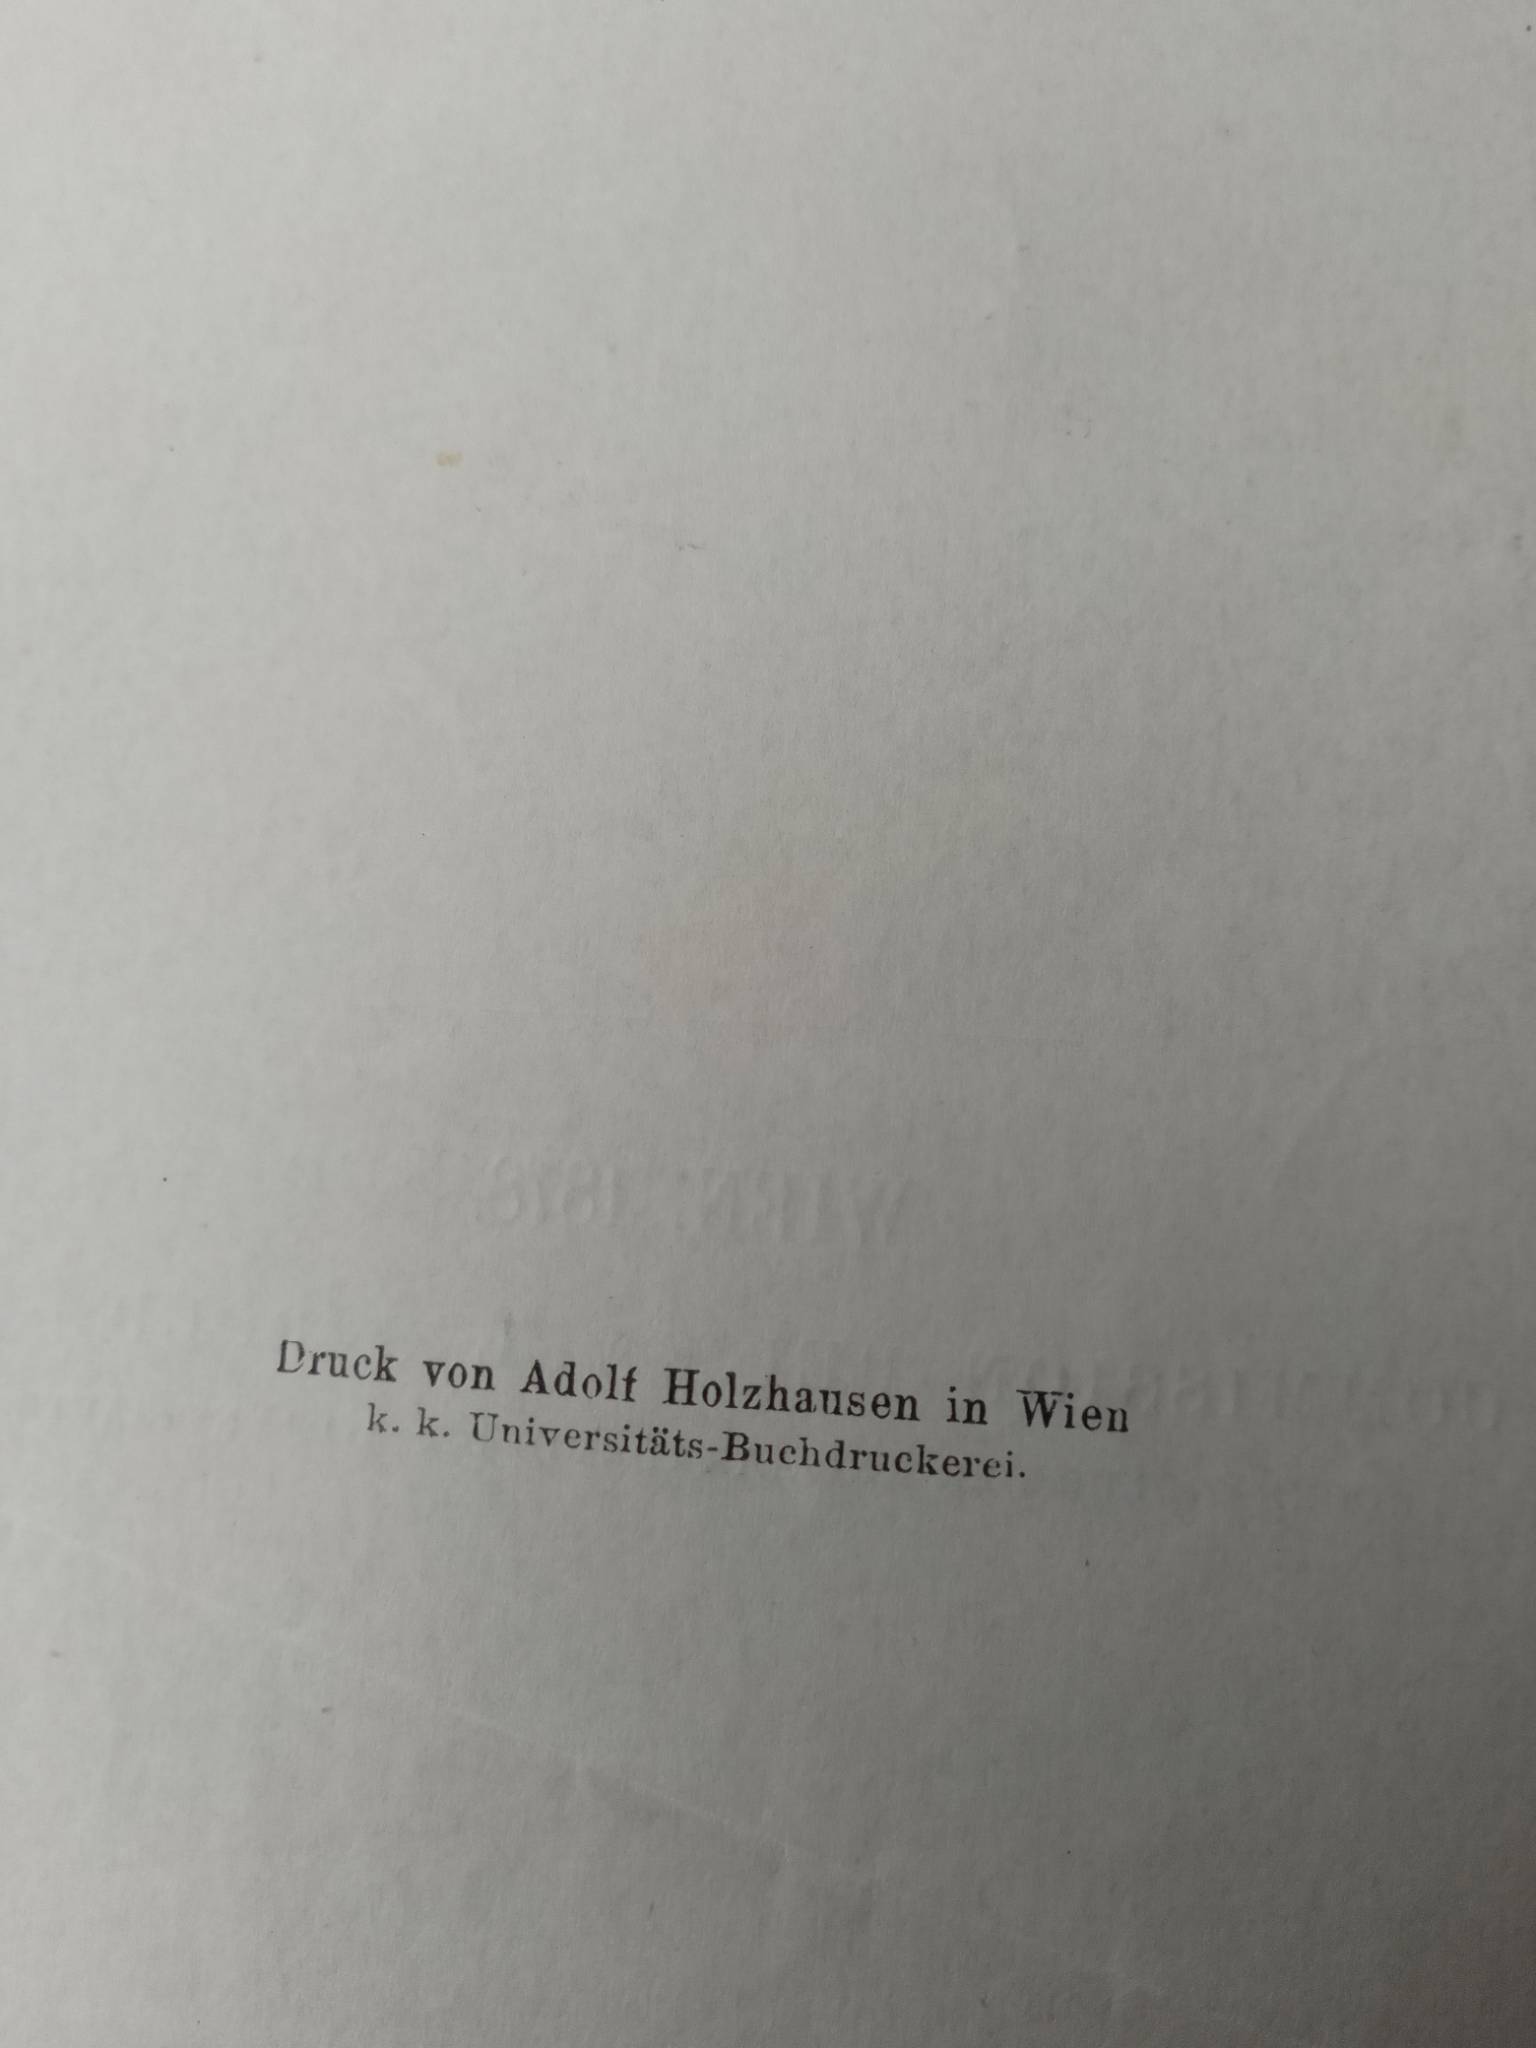 Druck von Adolf Holzhausen in Wien
k. k. Universitäts-Buchdruckerei.